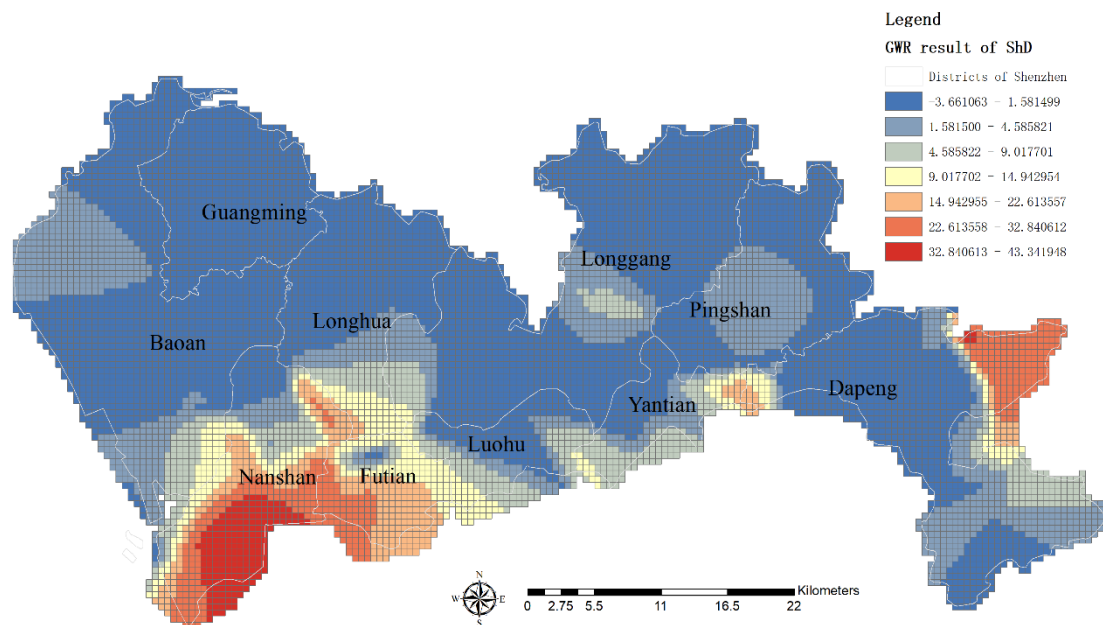 Legend
GWR result of ShD
Districts of Shenzhen
-3.661063 - 1.581499
1.581500 - 4.585821
4.585822 - 9.017701
9.017702 - 14.942954
14.942955 - 22.613557
22.613558 - 32.840612
32.840613 - 43.341948
Guangming
Longgang
Pingshan
Longhua
Baoan
Dapeng
Yantian
Luohu
Nanshan
Futian
N
W E
S
Kilometers
0 2.75 5.5 11 16.5 22